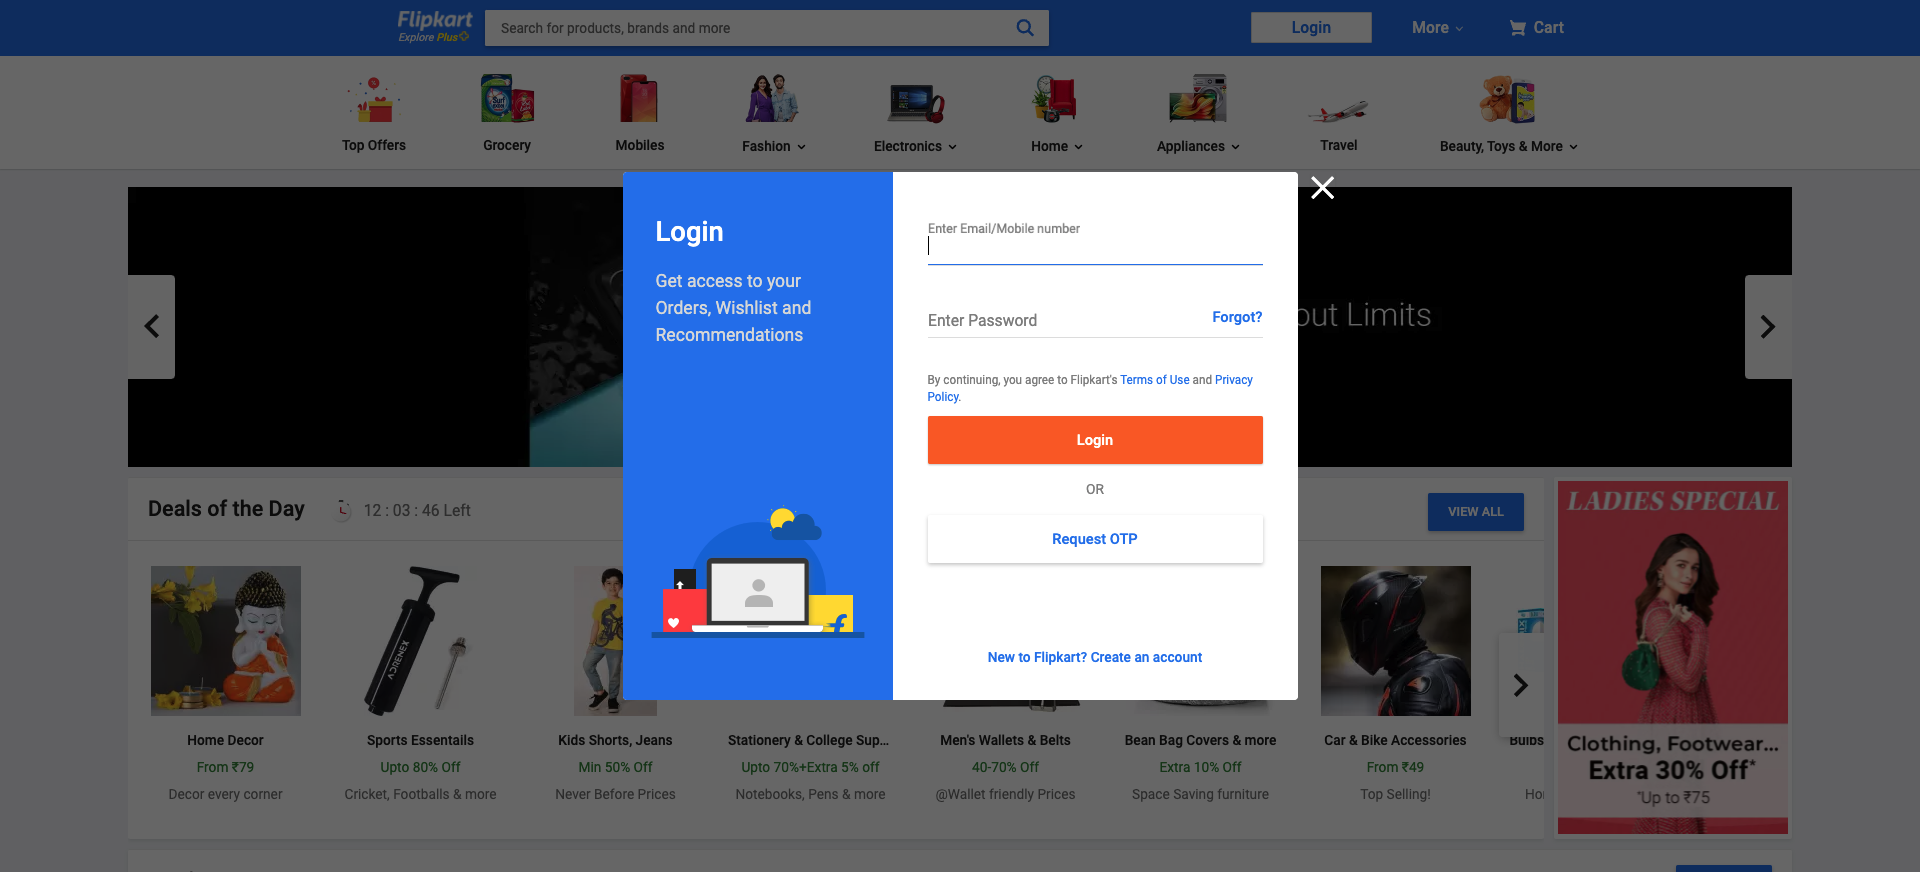 Flipkart
Explore Plus
Search for products, brands and more
Login
More
Cart
Top Offers
Grocery
Mobiles
Fashion
Electronics
Home
Appliances
Travel
Beauty, Toys & More
Login
Get access to your
Orders, Wishlist and
Recommendations
Enter Email/Mobile number
Enter Password
Forgot?
By continuing, you agree to Flipkart's Terms of Use and Privacy
Policy.
Login
OR
Request OTP
New to Flipkart? Create an account
out Limits
Deals of the Day
12 : 03 : 46 Left
VIEW ALL
Surf excel
ADRENEX
Home Decor
From ₹79
Decor every corner
Sports Essentails
Upto 80% Off
Cricket, Footballs & more
Kids Shorts, Jeans
Min 50% Off
Never Before Prices
Stationery & College Sup...
Upto 70%+Extra 5% off
Notebooks, Pens & more
Men's Wallets & Belts
40-70% Off
@Wallet friendly Prices
Bean Bag Covers & more
Extra 10% Off
Space Saving furniture
Car & Bike Accessories
From ₹49
Top Selling!
Bulbs
Hor
LADIES SPECIAL
Clothing, Footwear...
Extra 30% Off*
*Up to ₹75